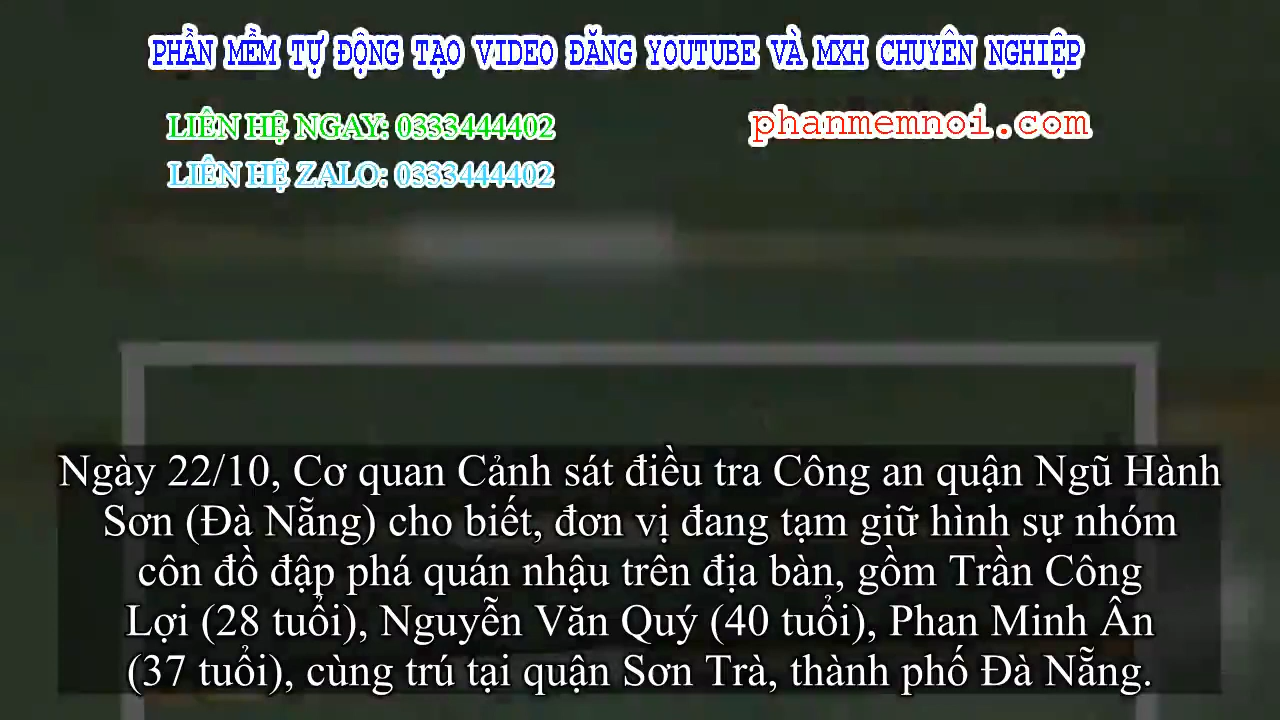 PHẦN MỀM TỰ ĐỘNG TẠO VIDEO ĐĂNG YOUTUBE VÀ MXH CHUYÊN NGHIỆP
LIÊN HỆ NGAY: 0333444402
phanmemnoi.com
LIÊN HỆ ZALO: 0333444402
Ngày 22/10, Cơ quan Cảnh sát điều tra Công an quận Ngũ Hành
Sơn (Đà Nẵng) cho biết, đơn vị đang tạm giữ hình sự nhóm
côn đồ đập phá quán nhậu trên địa bàn, gồm Trần Công
Lợi (28 tuổi), Nguyễn Văn Quý (40 tuổi), Phan Minh Ân
(37 tuổi), cùng trú tại quận Sơn Trà, thành phố Đà Nẵng.